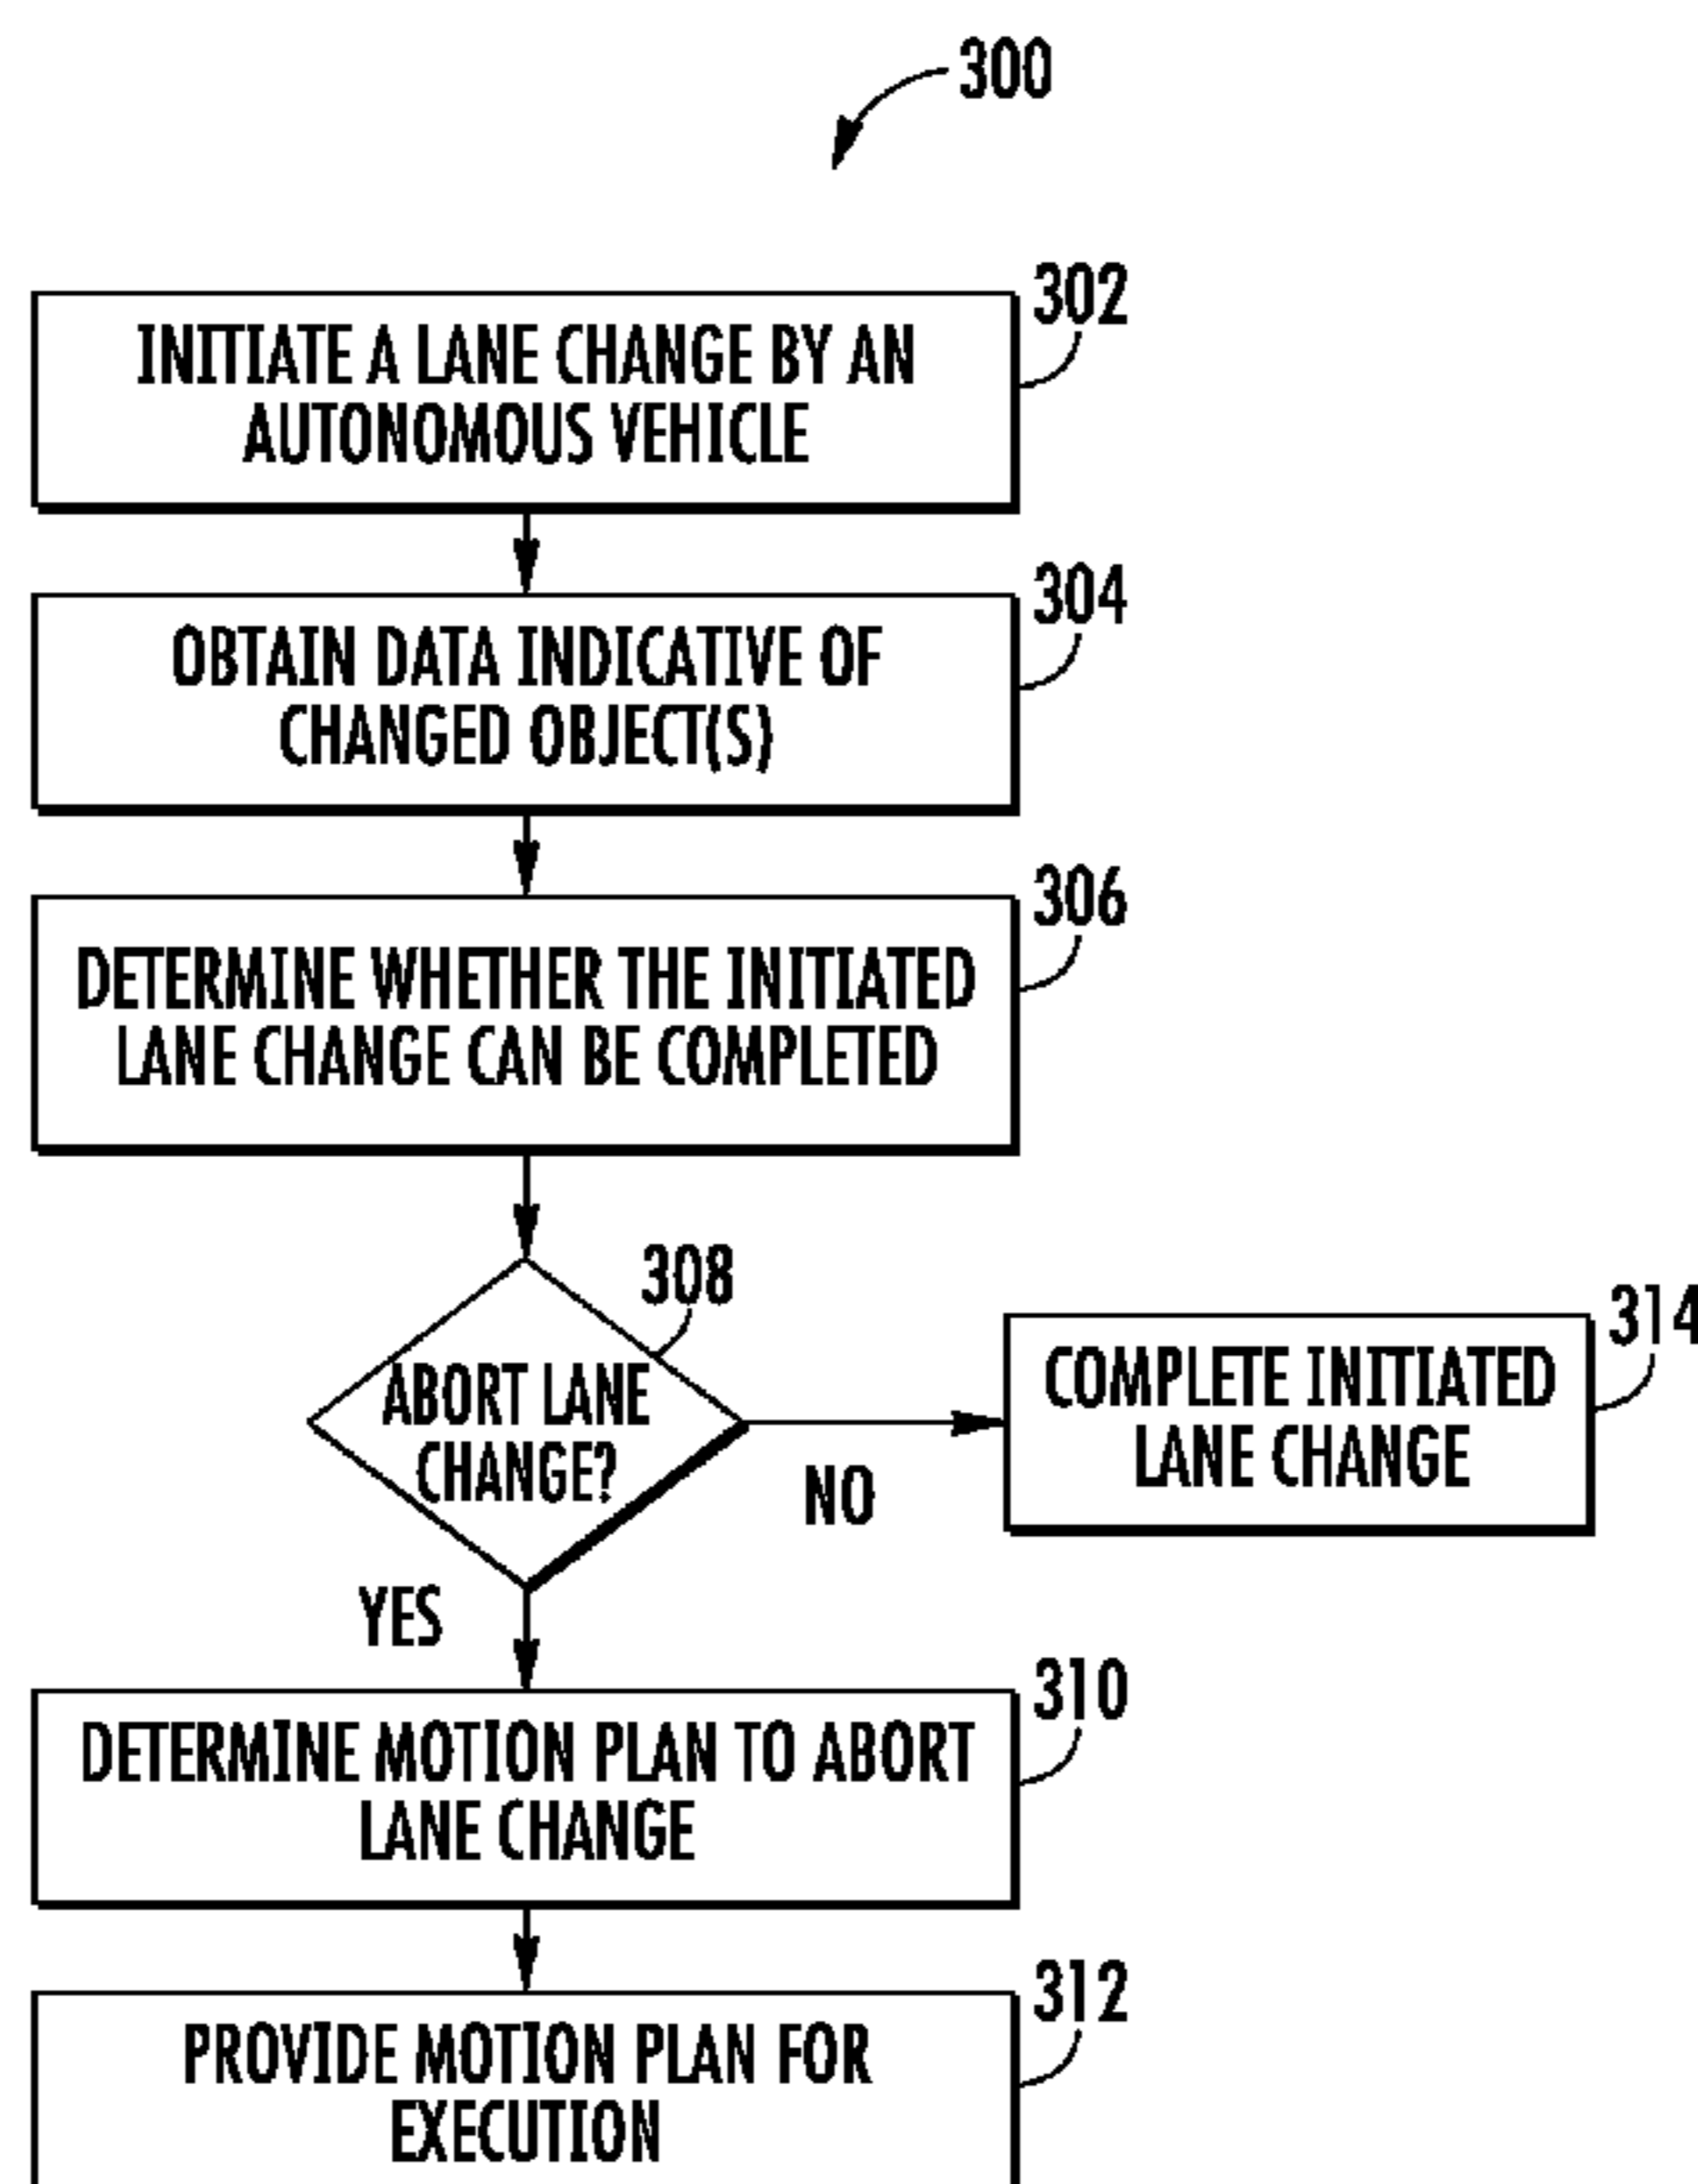 300
302
INITIATE A LANE CHANGE BY AN
AUTONOMOUS VEHICLE
304
OBTAIN DATA INDICATIVE OF
CHANGED OBJECT(S)
306
DETERMINE WHETHER THE INITIATED
LANE CHANGE CAN BE COMPLETED
308
ABORT LANE
CHANGE?
NO
314
COMPLETE INITIATED
LANE CHANGE
YES
310
DETERMINE MOTION PLAN TO ABORT
LANE CHANGE
312
PROVIDE MOTION PLAN FOR
EXECUTION